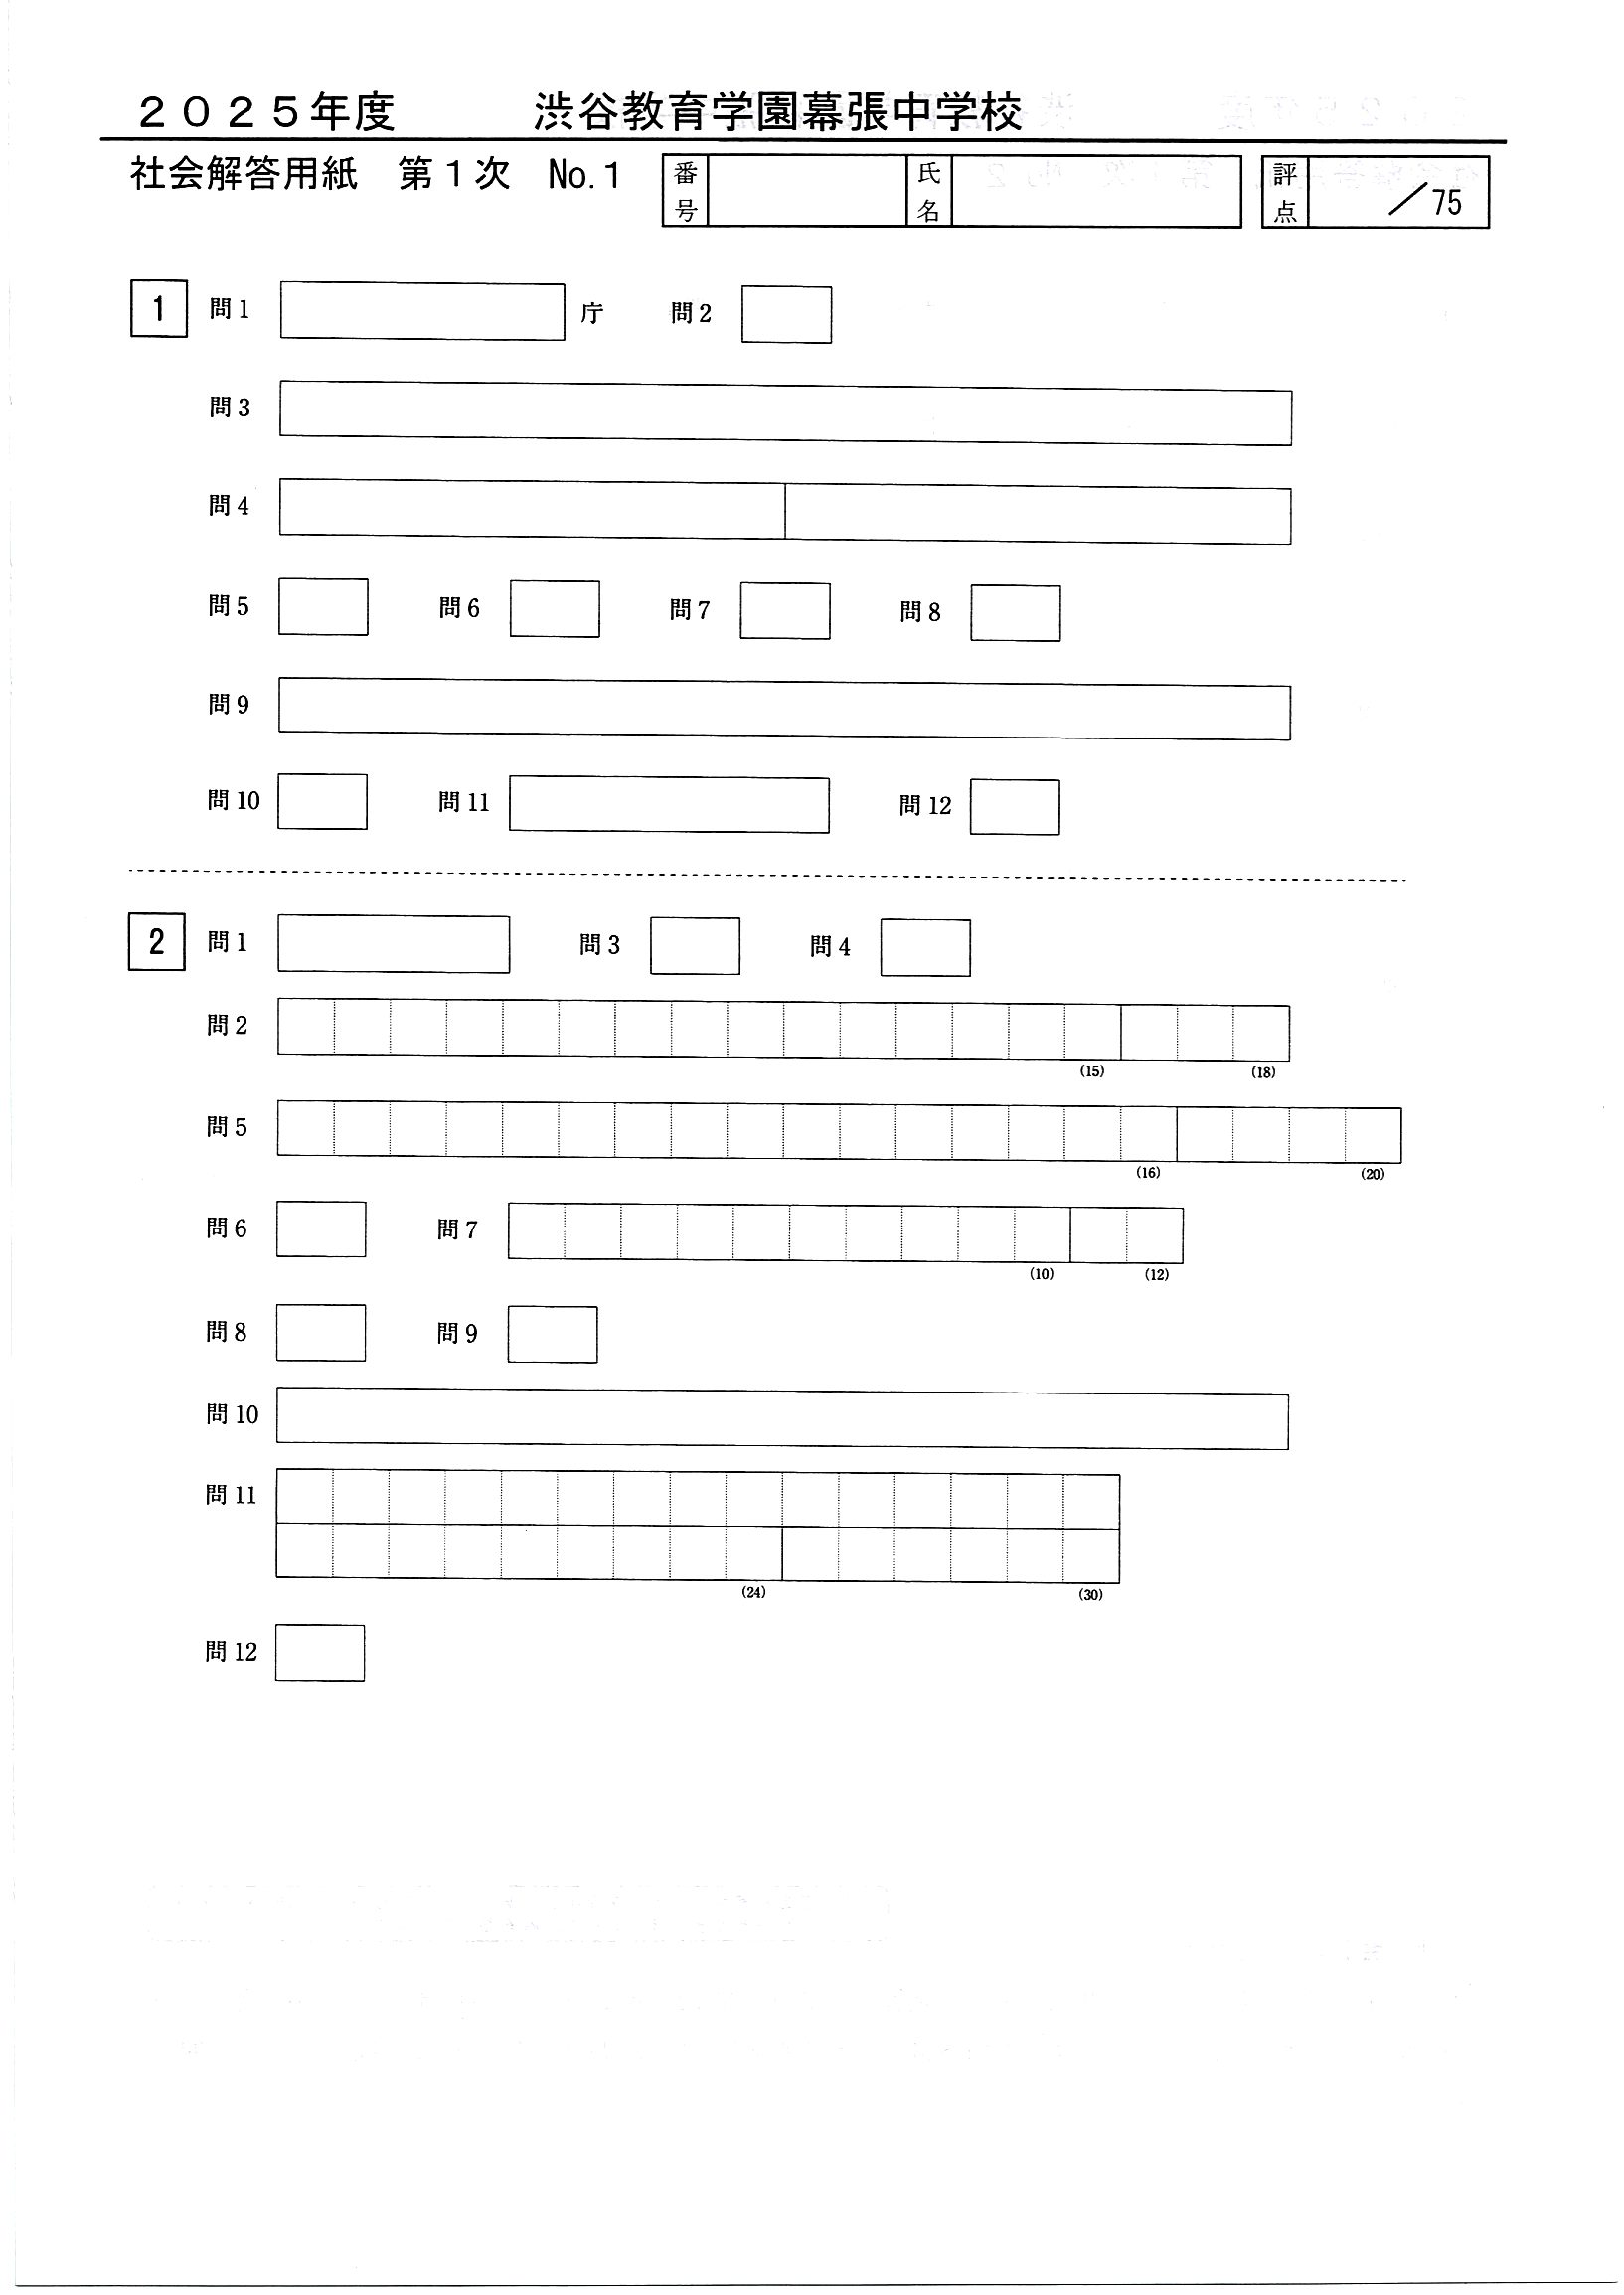 ２０２５年度　渋谷教育学園幕張中学校
社会解答用紙　第１次　No.1　番号　氏名　評点　／75
1　問1　庁　問2
問3
問4
問5　問6　問7　問8
問9
問10　問11　問12
2　問1　問3　問4
問2
(15)　(18)
問5
(16)　(20)
問6　問7
(10)　(12)
問8　問9
問10
問11
(24)　(30)
問12